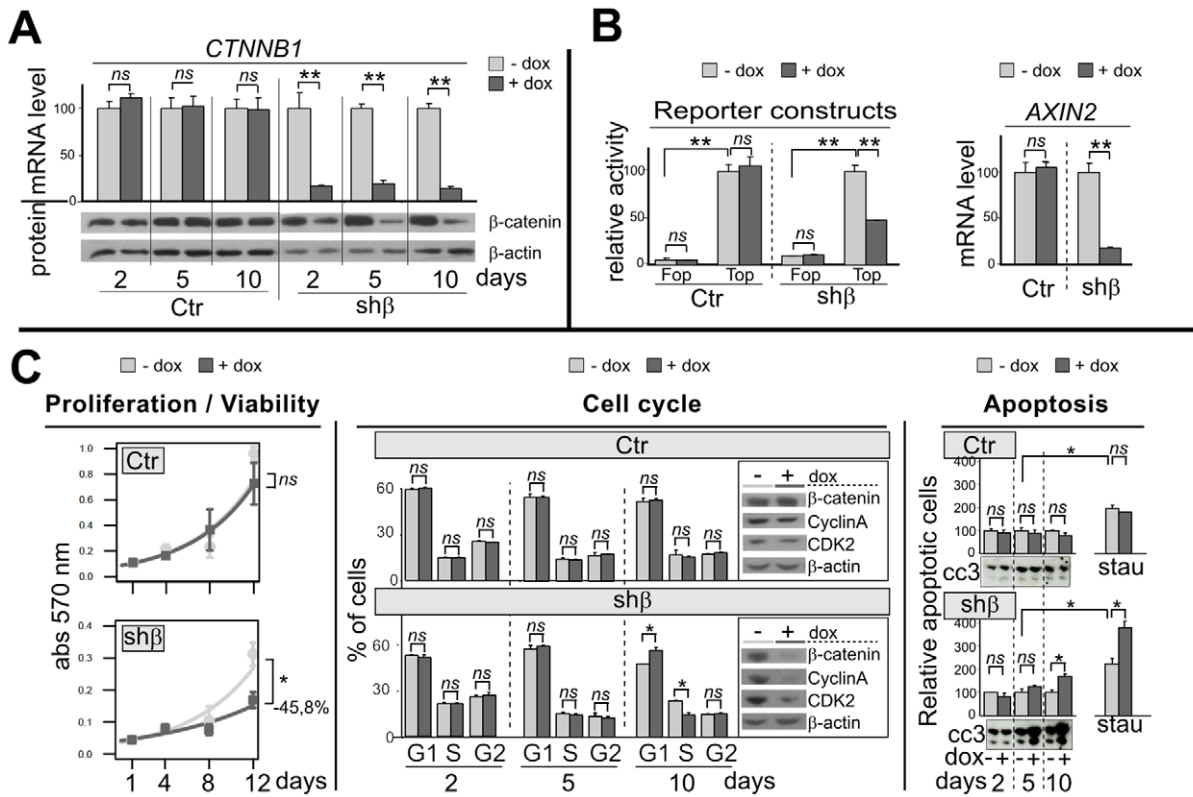 A
CTNNB1
- dox
+ dox
ns ns ns ** ** **
mRNA level
100
50
0
protein
β-catenin
β-actin
2 5 10 2 5 10 days
Ctr shβ
B
- dox + dox
Reporter constructs
relative activity
100
50
0
ns ** ns ns ** **
Fop Top Fop Top
Ctr shβ
- dox + dox
AXIN2
mRNA level
100
50
0
ns **
Ctr shβ
C
- dox + dox
Proliferation / Viability
abs 570 nm
Ctr
1.0
0.8
0.6
0.4
0.2
0.0
ns
shβ
0.4
0.3
0.2
0.1
0.0
*
-45,8%
1 4 8 12 days
- dox + dox
Cell cycle
% of cells
Ctr
60
30
0
ns ns ns ns ns ns ns ns ns
- + dox
β-catenin
CyclinA
CDK2
β-actin
shβ
60
30
0
ns ns ns ns ns ns * * ns
- + dox
β-catenin
CyclinA
CDK2
β-actin
G1 S G2 G1 S G2 G1 S G2
2 5 10 days
- dox + dox
Apoptosis
Relative apoptotic cells
Ctr
400
300
200
100
0
ns ns ns * ns
cc3
stau
shβ
400
300
200
100
0
ns ns * * *
cc3
stau
dox -+ -+ -+
days 2 5 10